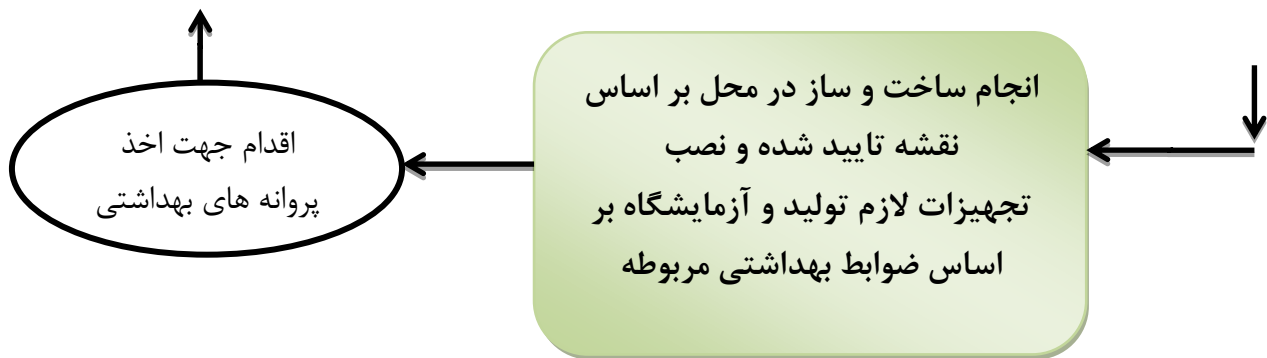 انجام ساخت و ساز در محل بر اساس
نقشه تایید شده و نصب
تجهیزات لازم تولید و آزمایشگاه بر
اساس ضوابط بهداشتی مربوطه
اقدام جهت اخذ
پروانه های بهداشتی